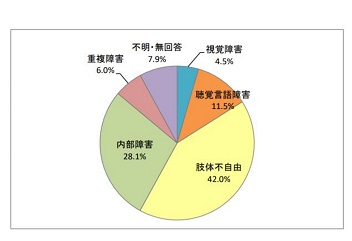 視覚障害
4.5%
聴覚言語障害
11.5%
肢体不自由
42.0%
内部障害
28.1%
重複障害
6.0%
不明・無回答
7.9%